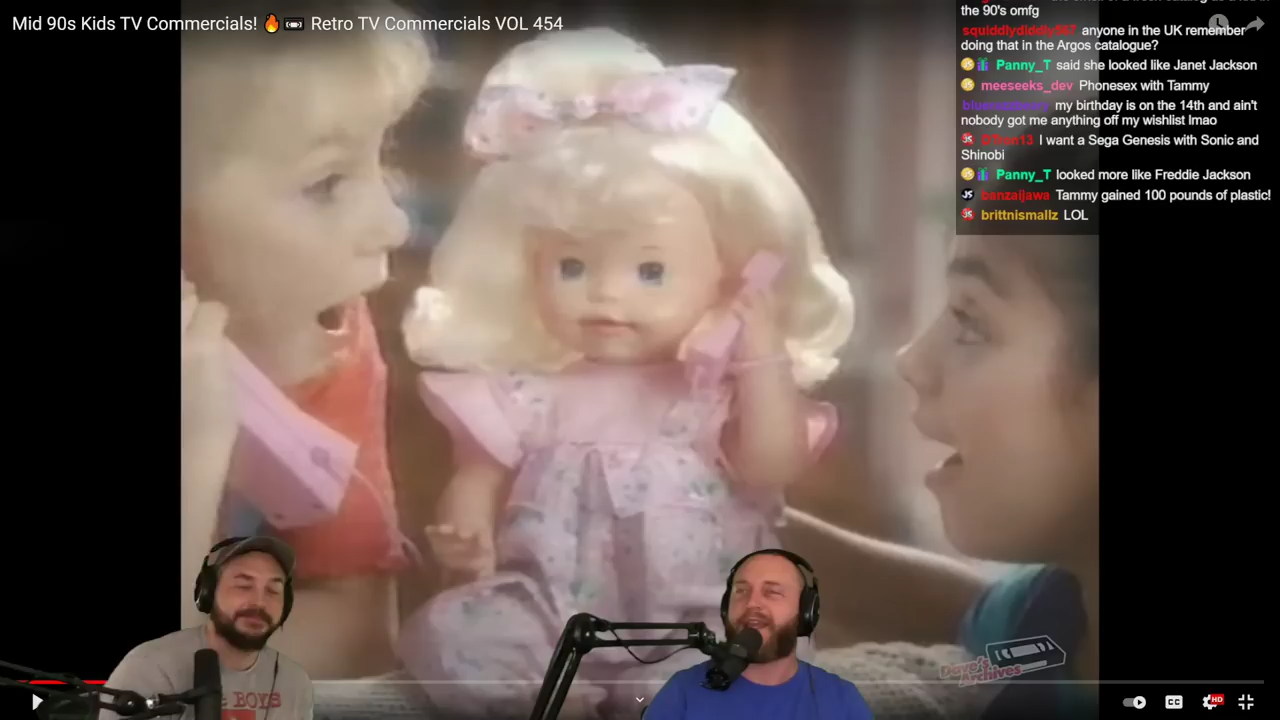 Mid 90s Kids TV Commercials! 🔥📼 Retro TV Commercials VOL 454
the 90's omfg
anyone in the UK remember
doing that in the Argos catalogue?
Panny_T said she looked like Janet Jackson
meeseeks_dev Phonesex with Tammy
my birthday is on the 14th and ain't
nobody got me anything off my wishlist lmao
DTron13 I want a Sega Genesis with Sonic and
Shinobi
Panny_T looked more like Freddie Jackson
banzaijawa Tammy gained 100 pounds of plastic!
brittnismallz LOL
BOYS
Dave's
Archives
CC
HD